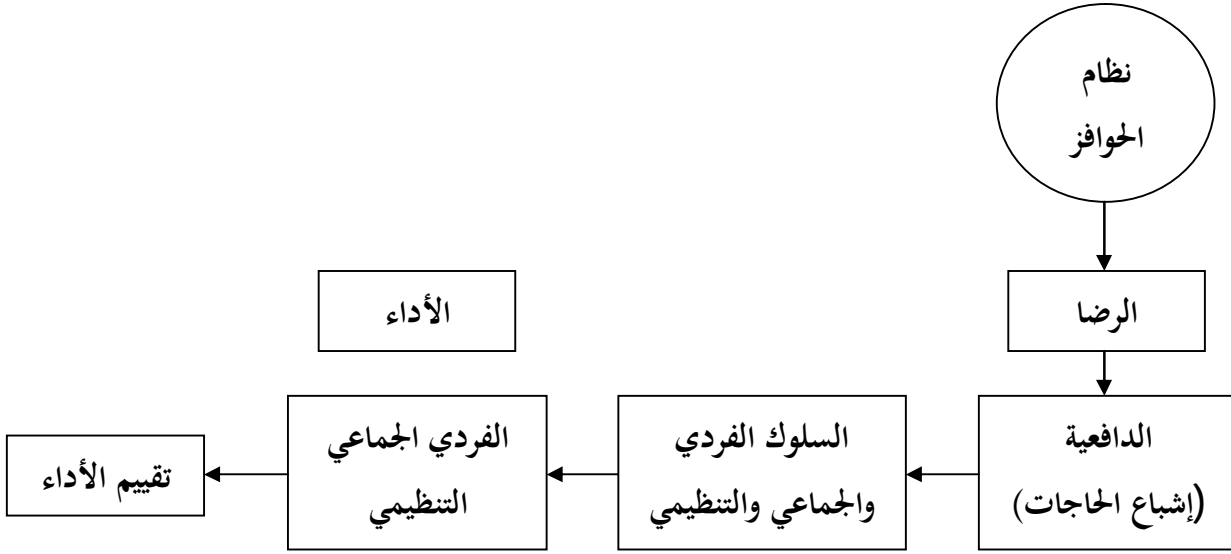 نظام
الحوافز
الرضا
الأداء
الدافعية
(إشباع الحاجات)
السلوك الفردي
والجماعي والتنظيمي
الفردي الجماعي
التنظيمي
تقييم الأداء